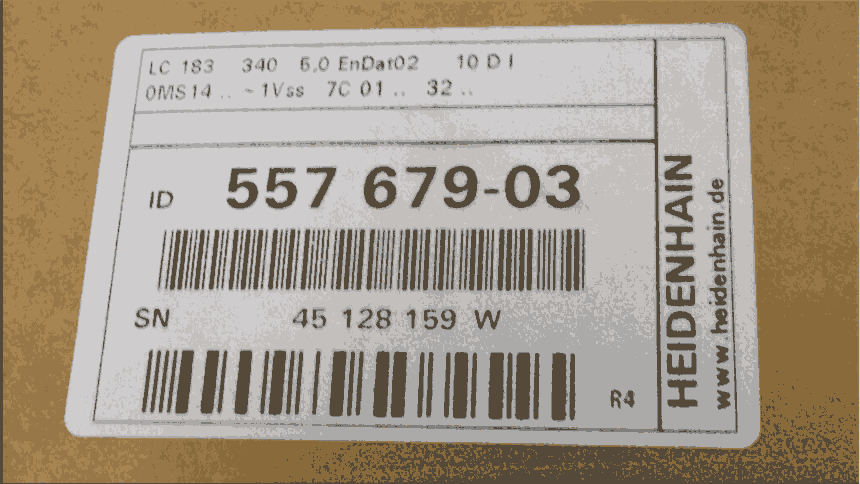 LC 183 340 5.0 EnDat02 10 D I
0MS14 .. ~ 1Vss 7C 01 .. 32 ..
ID 557 679-03
SN 45 128 159 W
R4
HEIDENHAIN
www.heidenhain.de